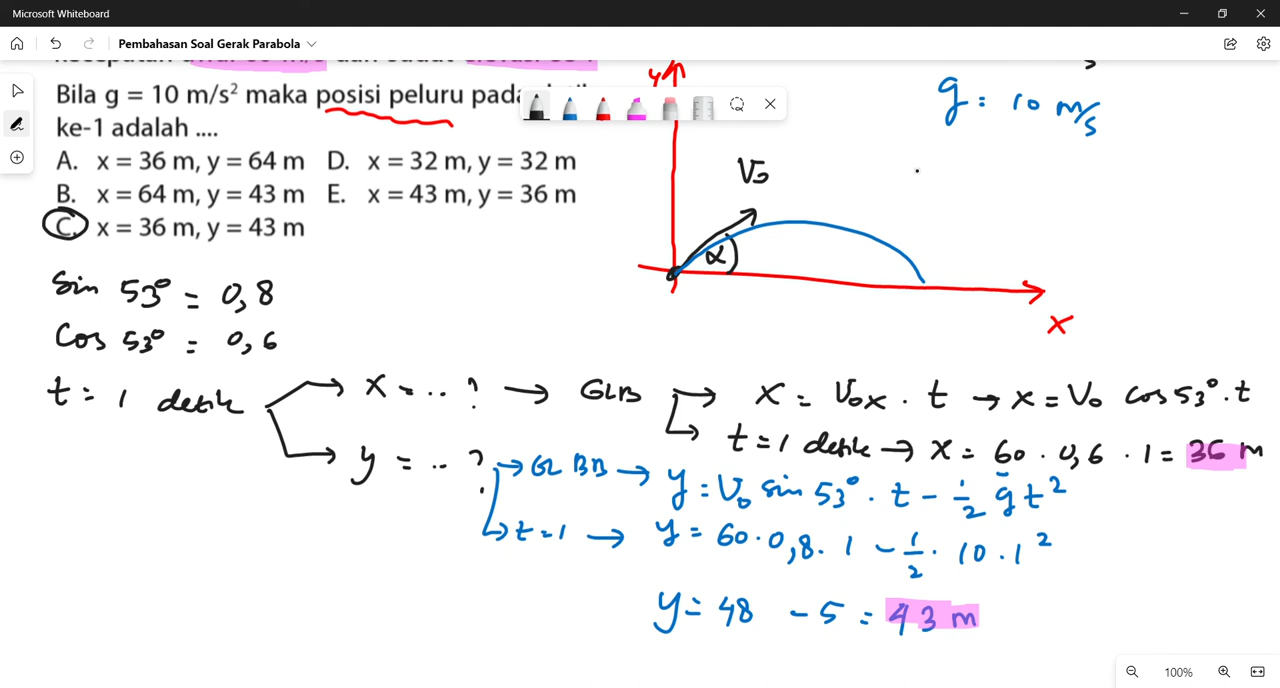 Microsoft Whiteboard
Pembahasan Soal Gerak Parabola
Bila g = 10 m/s² maka posisi peluru pada
ke-1 adalah ....
A. x = 36 m, y = 64 m D. x = 32 m, y = 32 m
B. x = 64 m, y = 43 m E. x = 43 m, y = 36 m
C. x = 36 m, y = 43 m
g = 10 m/s
y
V₀
α
x
Sin 53° = 0,8
Cos 53° = 0,6
t = 1 detik
x = .. ? → GLB → x = V₀x . t → x = V₀ cos 53° . t
t = 1 detik → x = 60 . 0,6 . 1 = 36 m
y = .. ? → GLBB → y = V₀ sin 53° . t - 1/2 g t²
t = 1 → y = 60 . 0,8 . 1 - 1/2 . 10 . 1²
y = 48 - 5 = 43 m
100%